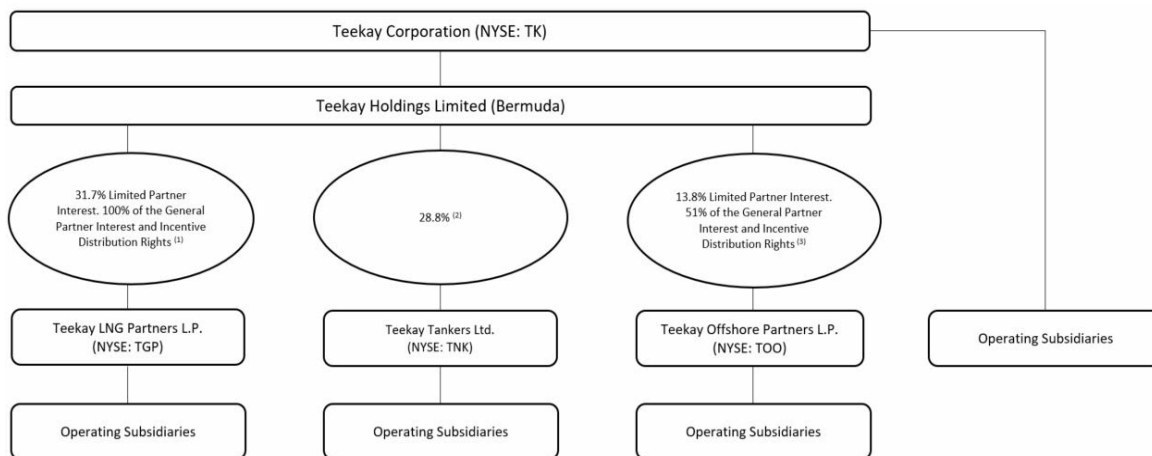 Teekay Corporation (NYSE: TK)
Teekay Holdings Limited (Bermuda)
31.7% Limited Partner
Interest. 100% of the General
Partner Interest and Incentive
Distribution Rights (1)
28.8% (2)
13.8% Limited Partner Interest.
51% of the General Partner
Interest and Incentive
Distribution Rights (3)
Teekay LNG Partners L.P.
(NYSE: TGP)
Teekay Tankers Ltd.
(NYSE: TNK)
Teekay Offshore Partners L.P.
(NYSE: TOO)
Operating Subsidiaries
Operating Subsidiaries
Operating Subsidiaries
Operating Subsidiaries